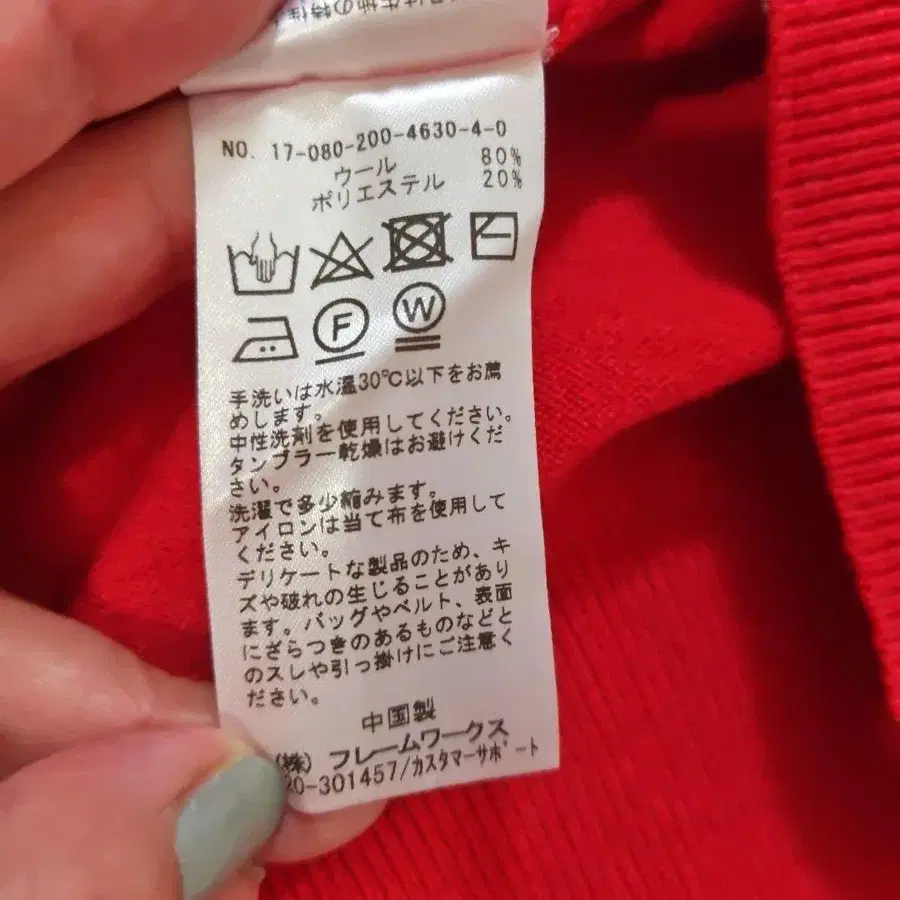 は生地の特性
NO. 17-080-200-4630-4-0
ウール 80%
ポリエステル 20%
F W
手洗いは水温30℃以下をお薦
めします。
中性洗剤を使用してください。
タンブラー乾燥はお避けくだ
さい。
洗濯で多少縮みます。
アイロンは当て布を使用して
ください。
デリケートな製品のため、キ
ズや破れの生じることがあり
ます。バッグやベルト、表面
にざらつきのあるものなどと
のスレや引っ掛けにご注意く
ださい。
中国製
(株) フレームワークス
20-301457/カスタマーサポート